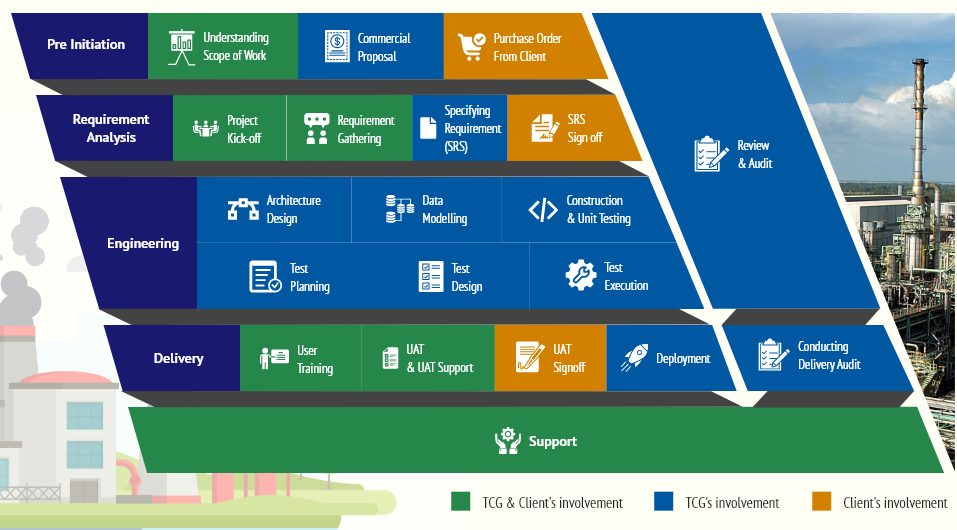 Pre Initiation
Understanding
Scope of Work
Commercial
Proposal
Purchase Order
From Client
Requirement
Analysis
Project
Kick-off
Requirement
Gathering
Specifying
Requirement
(SRS)
SRS
Sign off
Review
& Audit
Engineering
Architecture
Design
Data
Modelling
Construction
& Unit Testing
Test
Planning
Test
Design
Test
Execution
Delivery
User
Training
UAT
& UAT Support
UAT
Signoff
Deployment
Conducting
Delivery Audit
Support
TCG & Client's involvement
TCG's involvement
Client's involvement